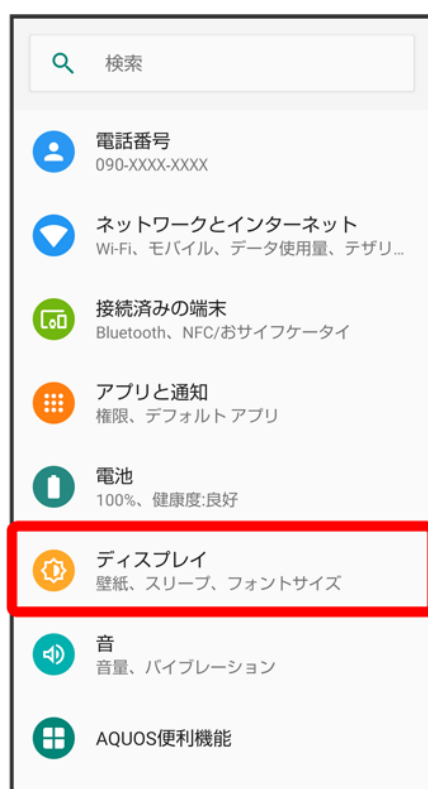 検索
電話番号
090-XXXX-XXXX
ネットワークとインターネット
Wi-Fi、モバイル、データ使用量、テザリ...
接続済みの端末
Bluetooth、NFC/おサイフケータイ
アプリと通知
権限、デフォルト アプリ
電池
100%、健康度:良好
ディスプレイ
壁紙、スリープ、フォントサイズ
音
音量、バイブレーション
AQUOS便利機能